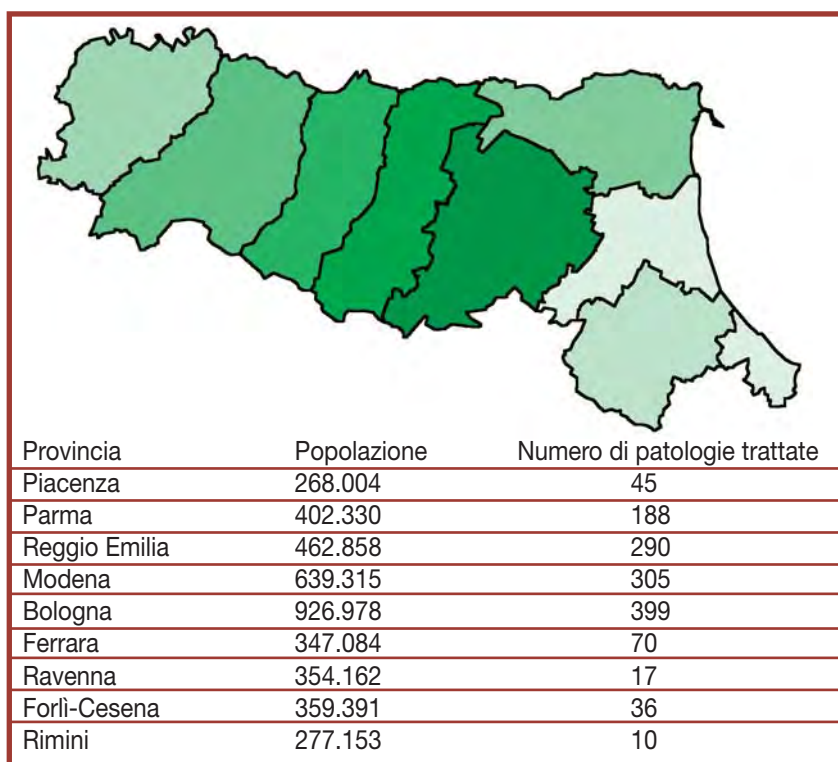 Provincia Popolazione Numero di patologie trattate
Piacenza 268.004 45
Parma 402.330 188
Reggio Emilia 462.858 290
Modena 639.315 305
Bologna 926.978 399
Ferrara 347.084 70
Ravenna 354.162 17
Forlì-Cesena 359.391 36
Rimini 277.153 10